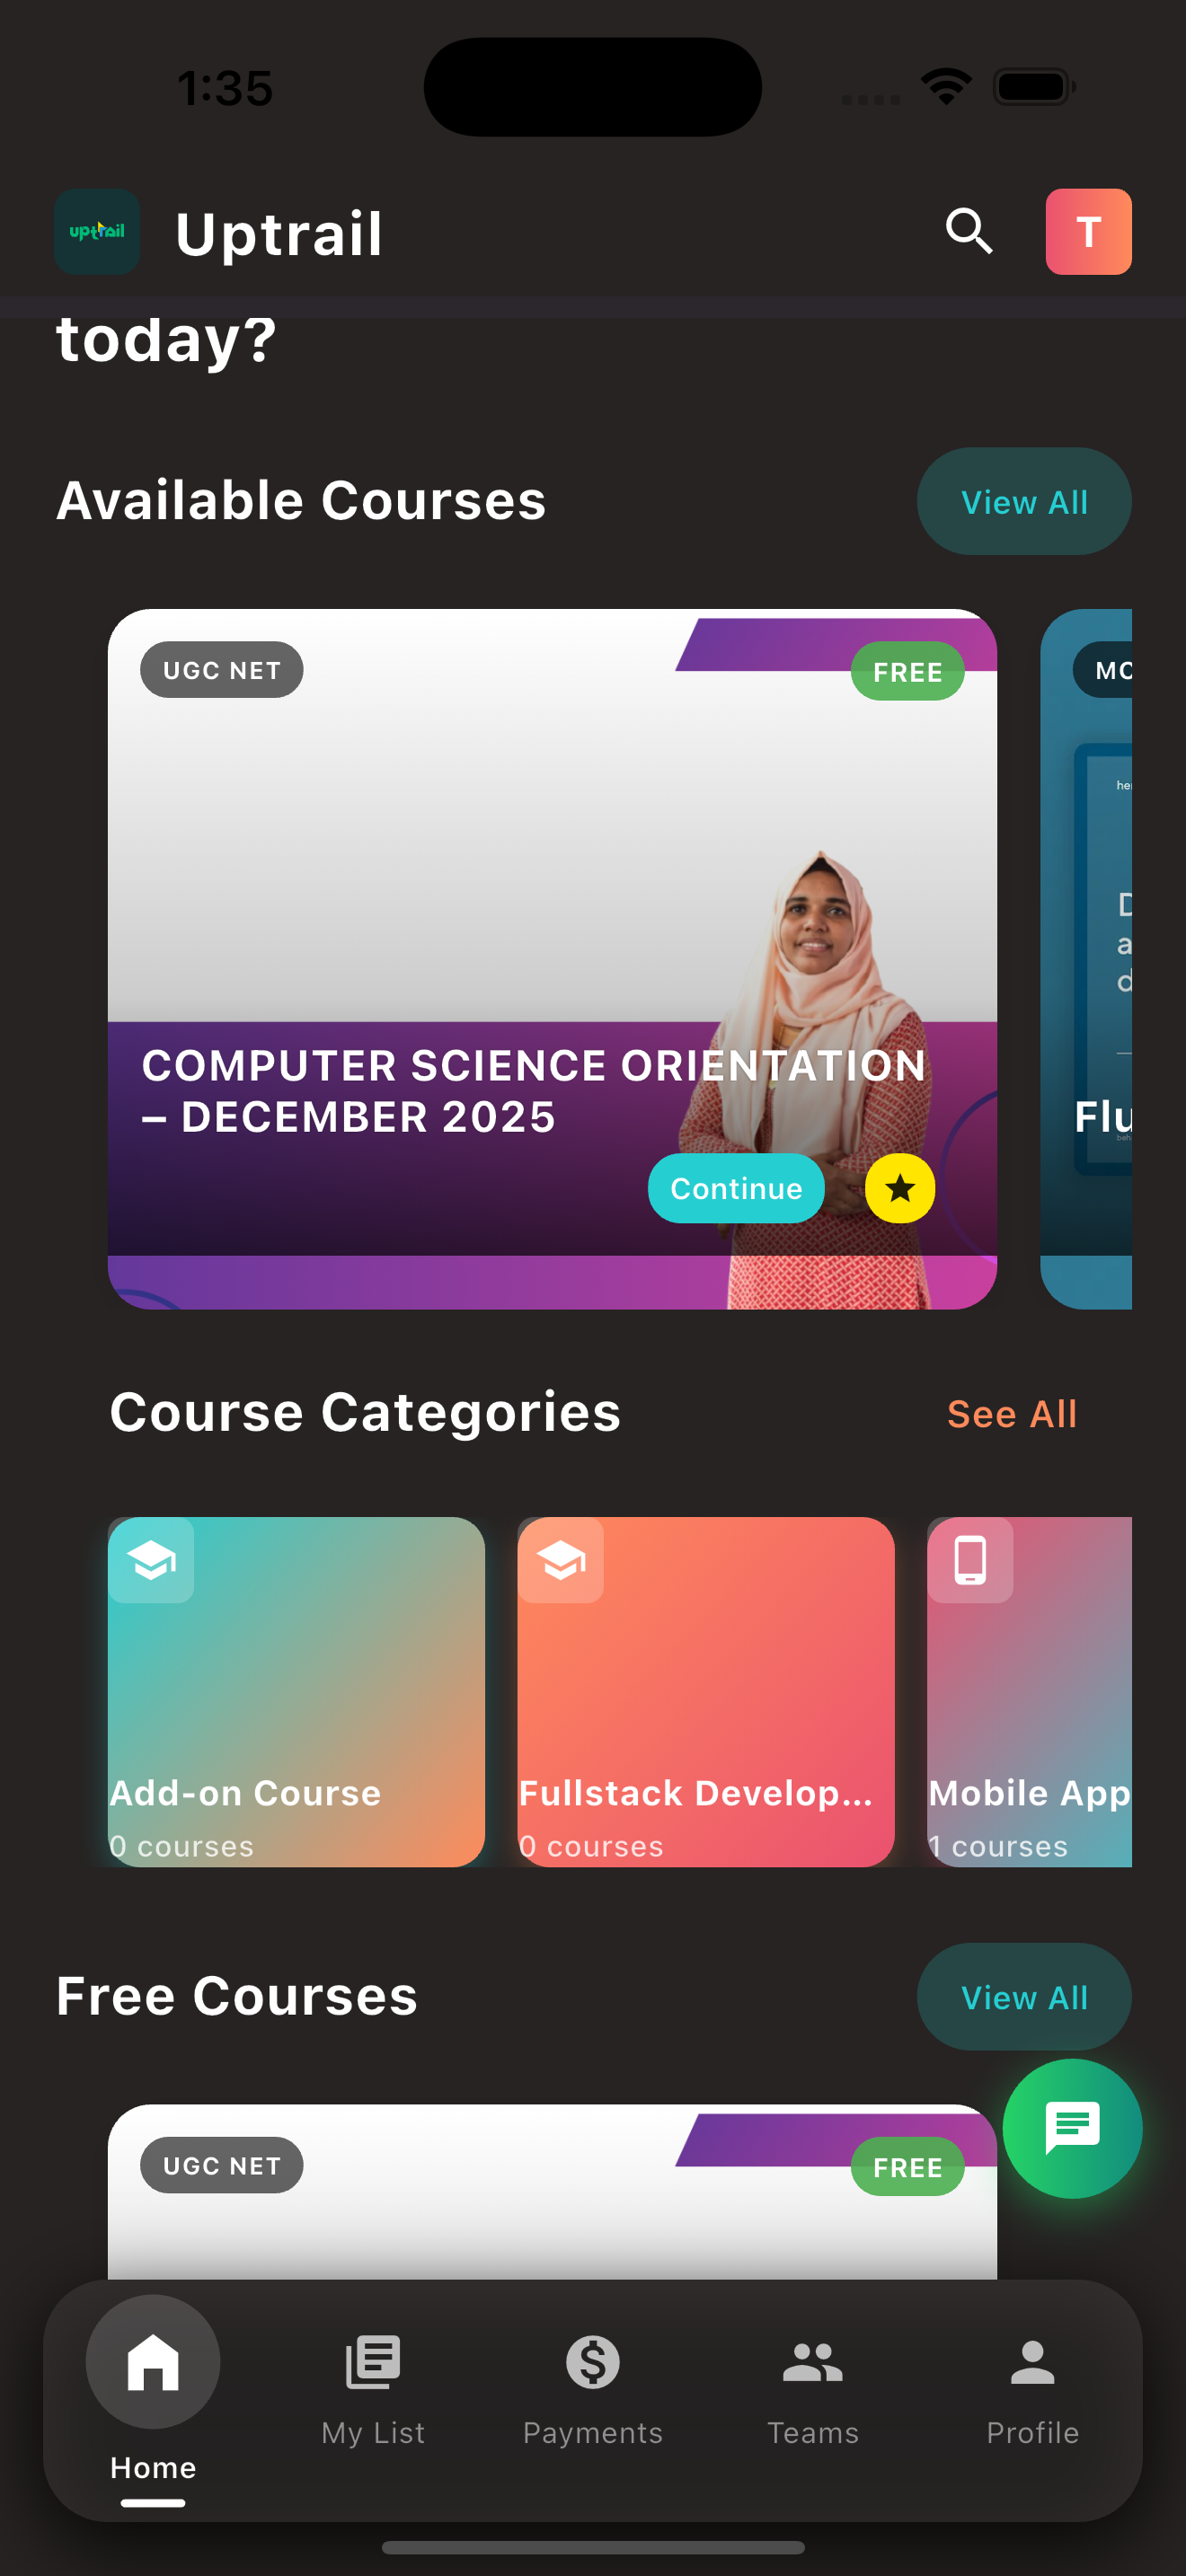 1:35
uptrail
Uptrail
T
today?
Available Courses
View All
UGC NET
FREE
COMPUTER SCIENCE ORIENTATION
– DECEMBER 2025
Continue
Flu
Course Categories
See All
Add-on Course
0 courses
Fullstack Develop...
0 courses
Mobile App
1 courses
Free Courses
View All
UGC NET
FREE
Home
My List
Payments
Teams
Profile